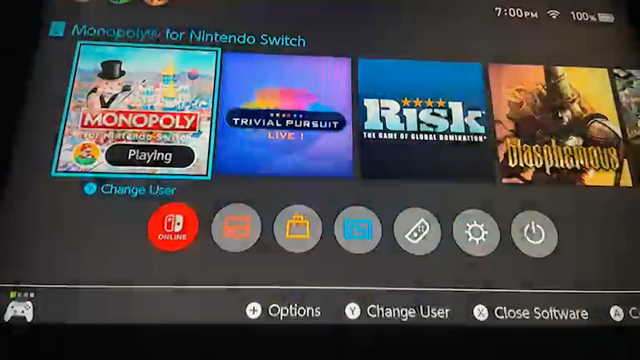 7:00PM 100%
Monopoly® for Nintendo Switch
MONOPOLY
for Nintendo Switch
Playing
TRIVIAL PURSUIT
LIVE!
RISK
THE GAME OF GLOBAL DOMINATION
Blasphemous
Y Change User
ONLINE
+ Options Y Change User X Close Software A